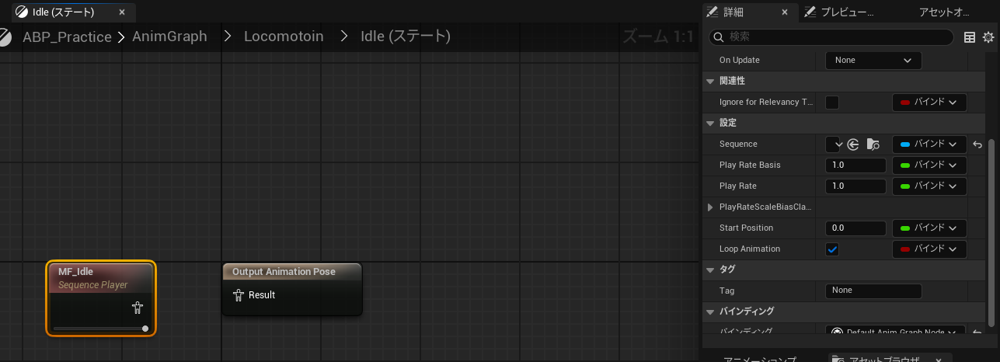 Idle (ステート)
ABP_Practice > AnimGraph > Locomotoin > Idle (ステート)
ズーム 1:1
MF_Idle
Sequence Player
Output Animation Pose
Result
詳細
プレビュー...
アセットオ...
検索
On Update None
関連性
Ignore for Relevancy T... バインド
設定
Sequence バインド
Play Rate Basis 1.0 バインド
Play Rate 1.0 バインド
PlayRateScaleBiasCla...
Start Position 0.0 バインド
Loop Animation バインド
タグ
Tag None
バインディング
バインディング Default Anim Graph Node
アニメーションプ
アセットブラウザ